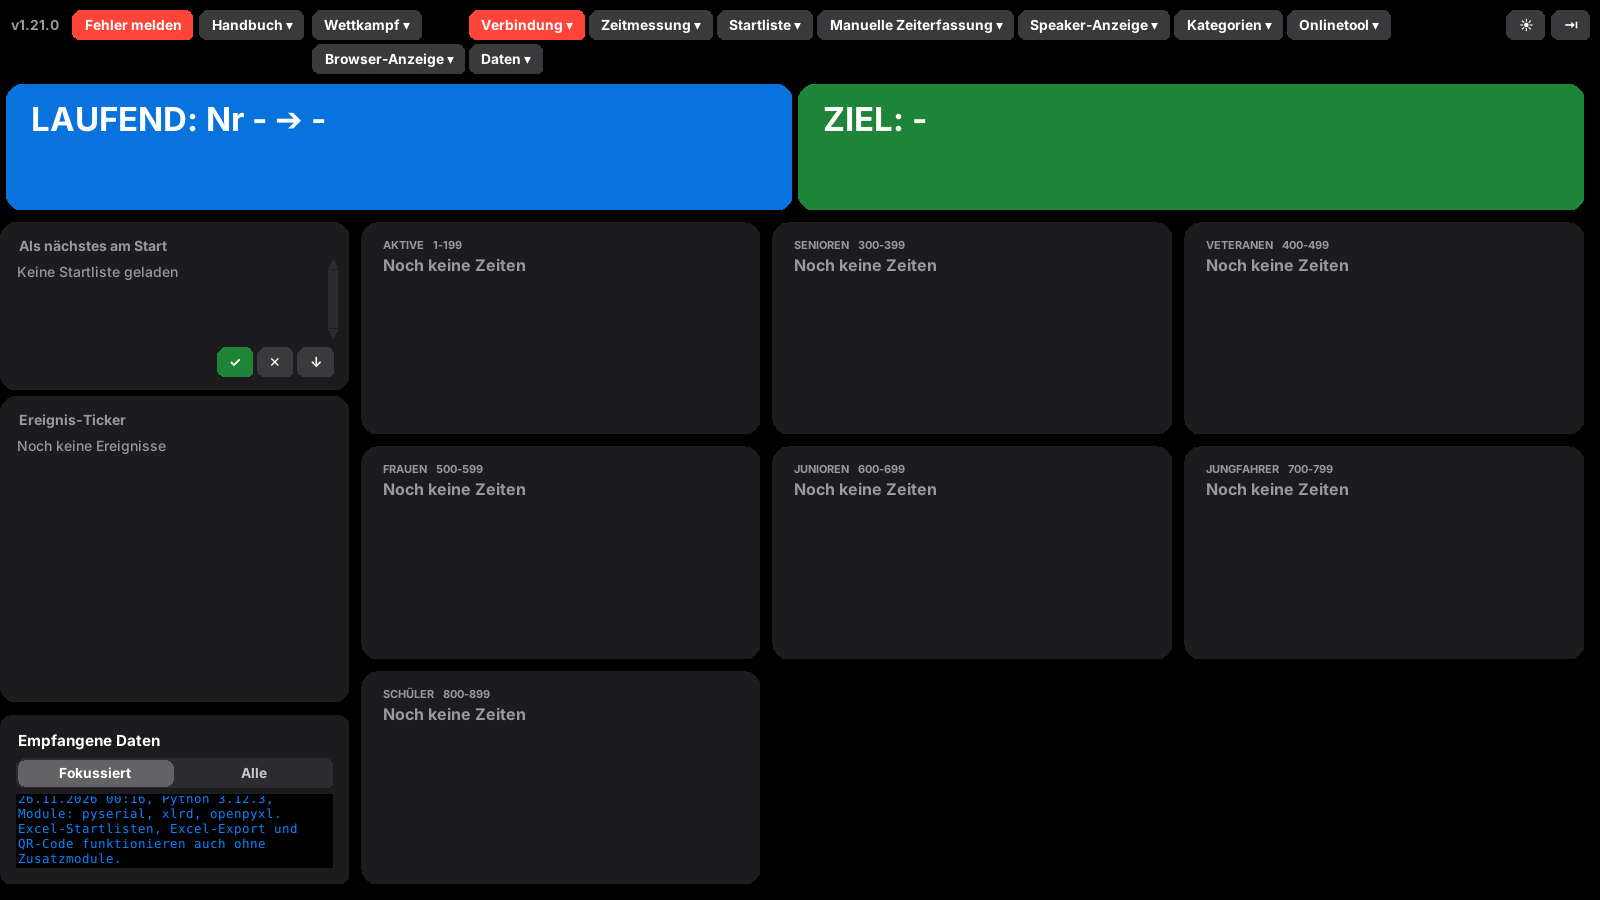 v1.21.0 Fehler melden Handbuch ▾ Wettkampf ▾ Verbindung ▾ Zeitmessung ▾ Startliste ▾ Manuelle Zeiterfassung ▾ Speaker-Anzeige ▾ Kategorien ▾ Onlinetool ▾
Browser-Anzeige ▾ Daten ▾
LAUFEND: Nr - → -
ZIEL: -
Als nächstes am Start
Keine Startliste geladen
Ereignis-Ticker
Noch keine Ereignisse
Empfangene Daten
Fokussiert Alle
26.11.2026 00:16, Python 3.12.3,
Module: pyserial, xlrd, openpyxl.
Excel-Startlisten, Excel-Export und
QR-Code funktionieren auch ohne
Zusatzmodule.
AKTIVE 1-199
Noch keine Zeiten
SENIOREN 300-399
Noch keine Zeiten
VETERANEN 400-499
Noch keine Zeiten
FRAUEN 500-599
Noch keine Zeiten
JUNIOREN 600-699
Noch keine Zeiten
JUNGFAHRER 700-799
Noch keine Zeiten
SCHÜLER 800-899
Noch keine Zeiten